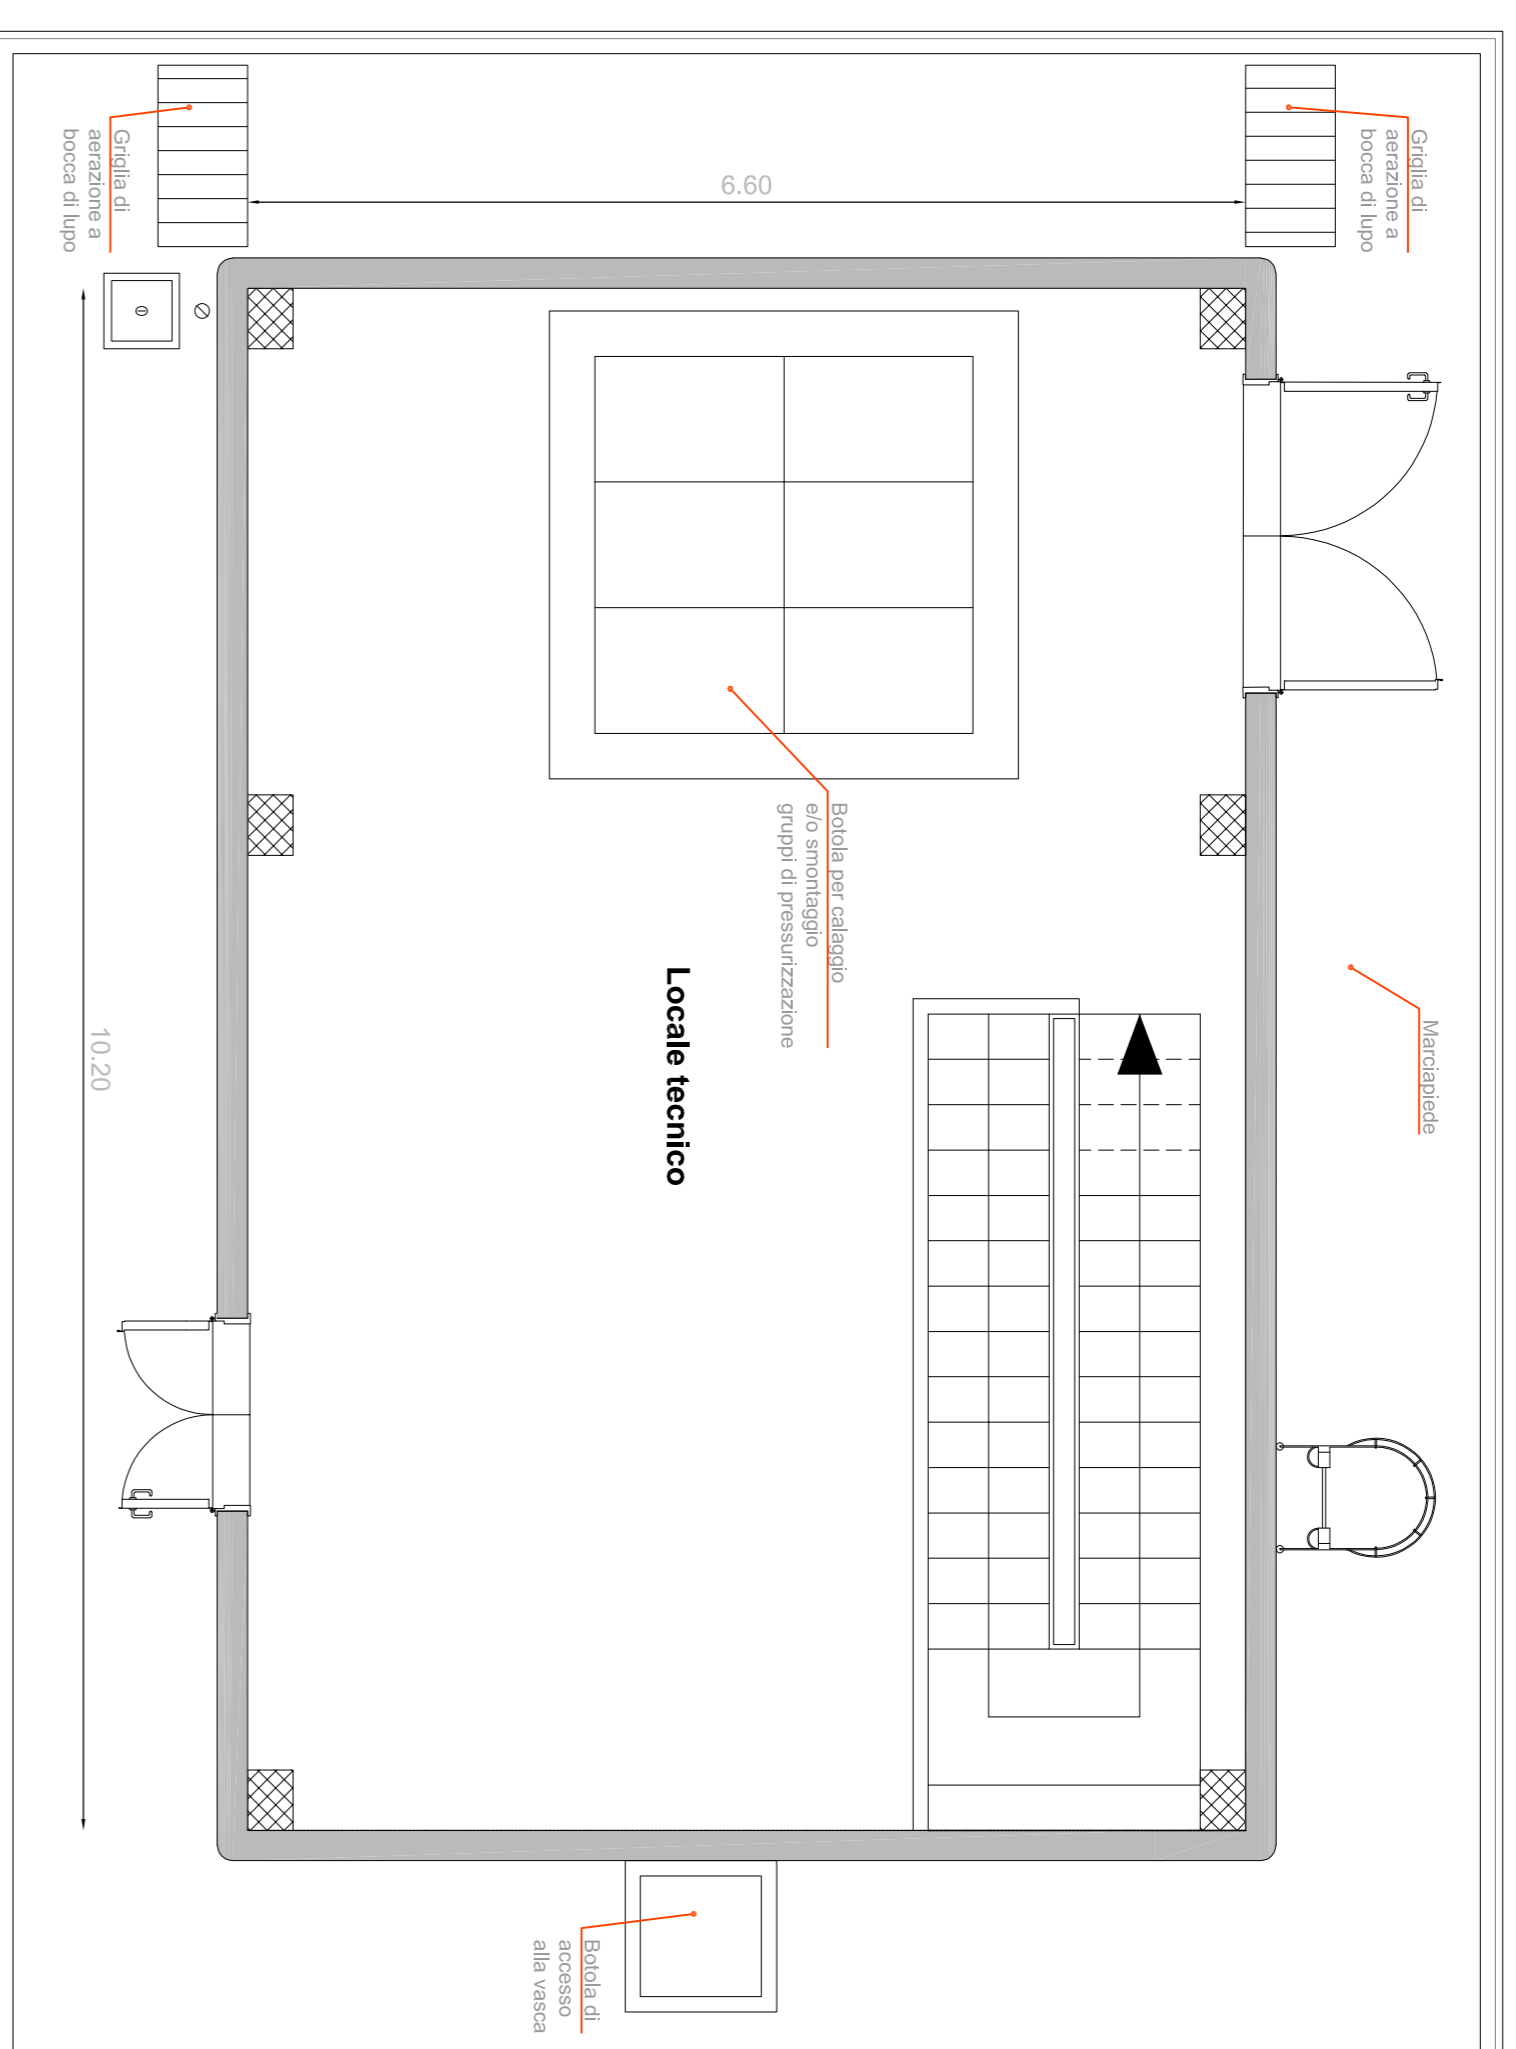 Griglia di
aerazione a
bocca di lupo
6.60
Griglia di
aerazione a
bocca di lupo
Botola per calaggio
e/o smontaggio
gruppi di pressurizzazione
Marciapiede
Locale tecnico
10.20
Botola di
accesso
alla vasca